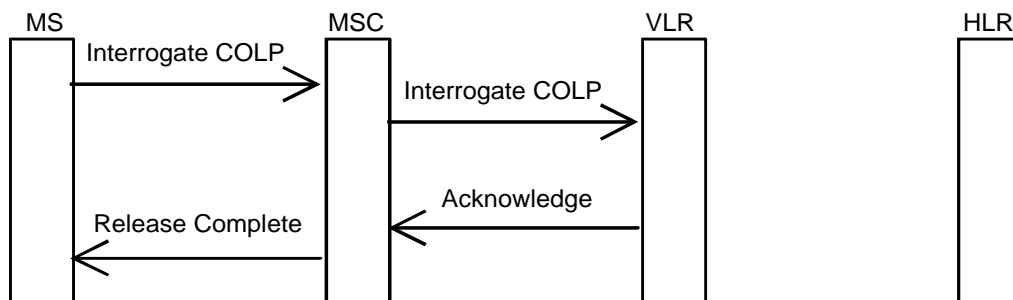 MS
MSC
VLR
HLR
Interrogate COLP
Interrogate COLP
Acknowledge
Release Complete